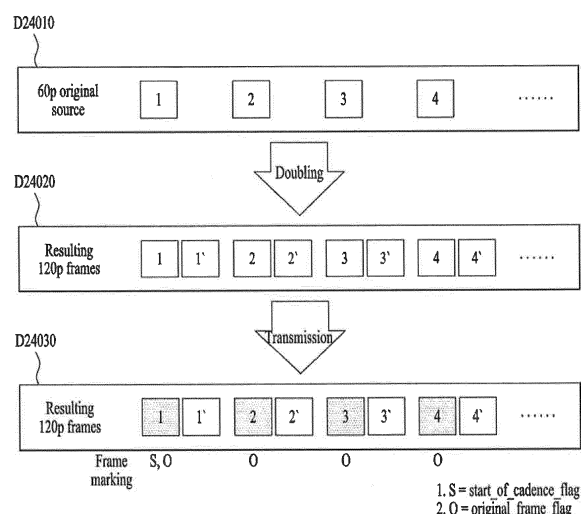 D24010
60p original
source
1 2 3 4 ......
Doubling
D24020
Resulting
120p frames
1 1` 2 2` 3 3` 4 4` ......
Transmission
D24030
Resulting
120p frames
1 1` 2 2` 3 3` 4 4` ......
Frame
marking
S, O O O O
1. S = start_of_cadence_flag
2. O = original_frame_flag